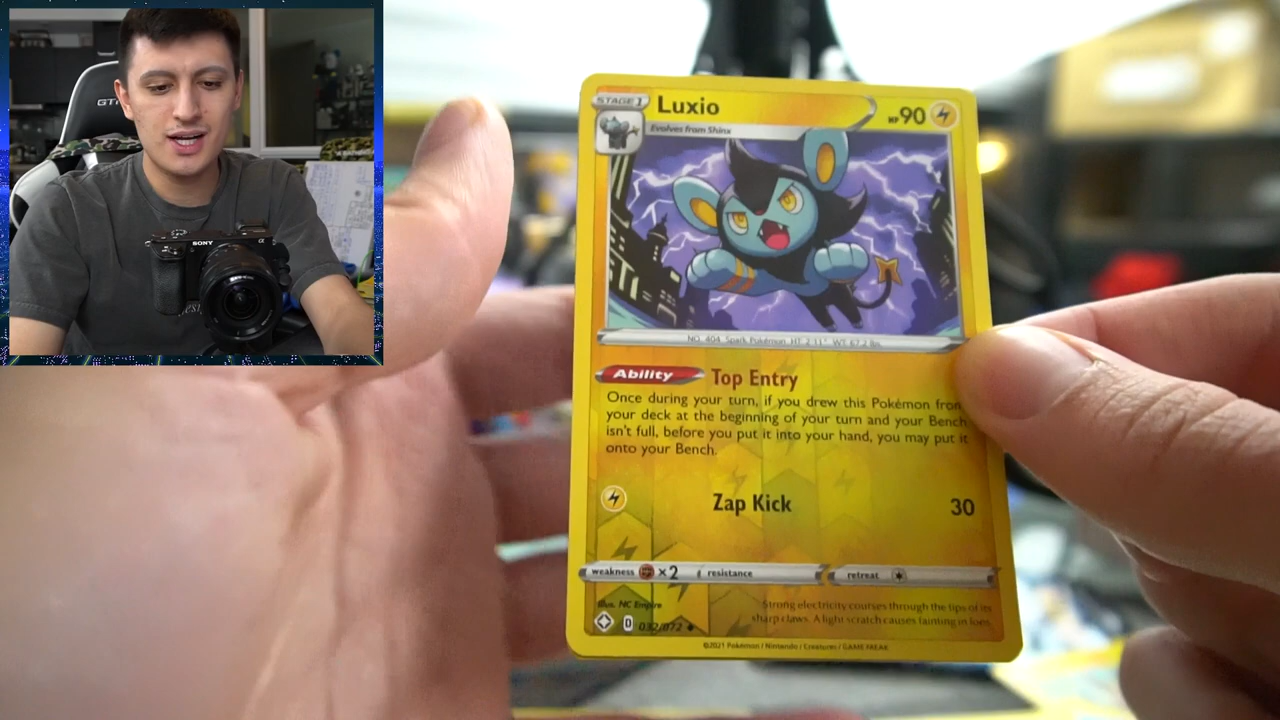 GT
SONY
α
STAGE 1
Luxio
HP 90
Evolves from Shinx
NO. 404 Spark Pokémon HT: 2'11" WT: 67.2 lbs.
Ability Top Entry
Once during your turn, if you drew this Pokémon from
your deck at the beginning of your turn and your Bench
isn't full, before you put it into your hand, you may put it
onto your Bench.
Zap Kick 30
weakness ×2 resistance retreat
Illus. NC Empire
D 032/072
Strong electricity courses through the tips of its
sharp claws. A light scratch causes fainting in foes.
©2021 Pokémon / Nintendo / Creatures / GAME FREAK